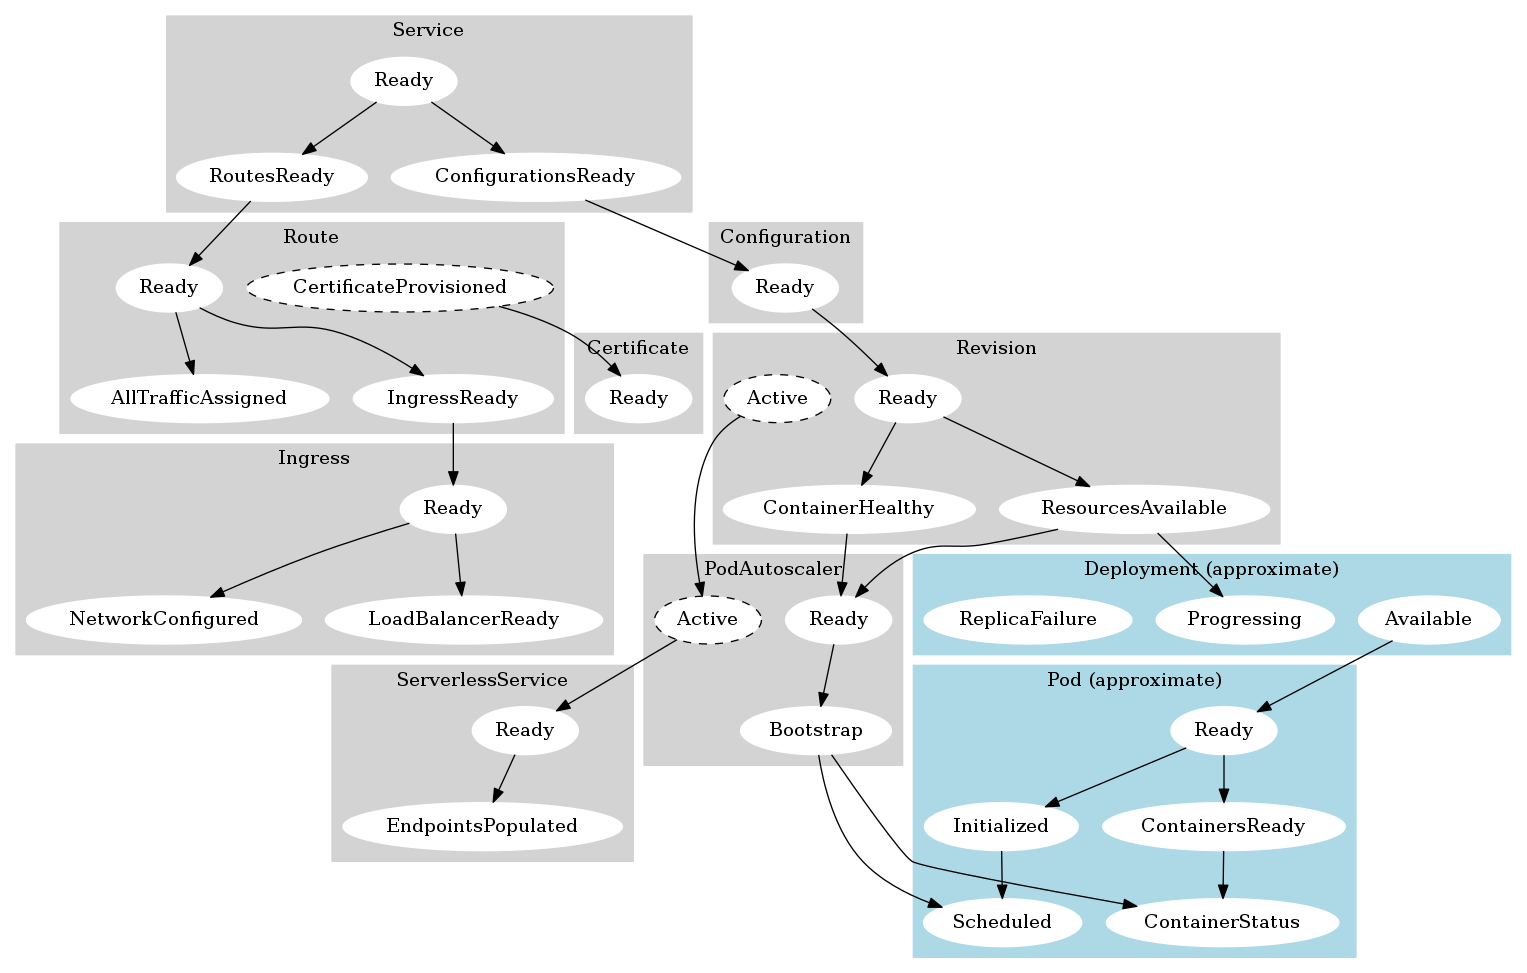 Service
Ready
RoutesReady
ConfigurationsReady
Route
Ready
CertificateProvisioned
AllTrafficAssigned
IngressReady
Configuration
Ready
Certificate
Ready
Revision
Active
Ready
ContainerHealthy
ResourcesAvailable
Ingress
Ready
NetworkConfigured
LoadBalancerReady
PodAutoscaler
Active
Ready
Bootstrap
Deployment (approximate)
ReplicaFailure
Progressing
Available
ServerlessService
Ready
EndpointsPopulated
Pod (approximate)
Ready
Initialized
ContainersReady
Scheduled
ContainerStatus